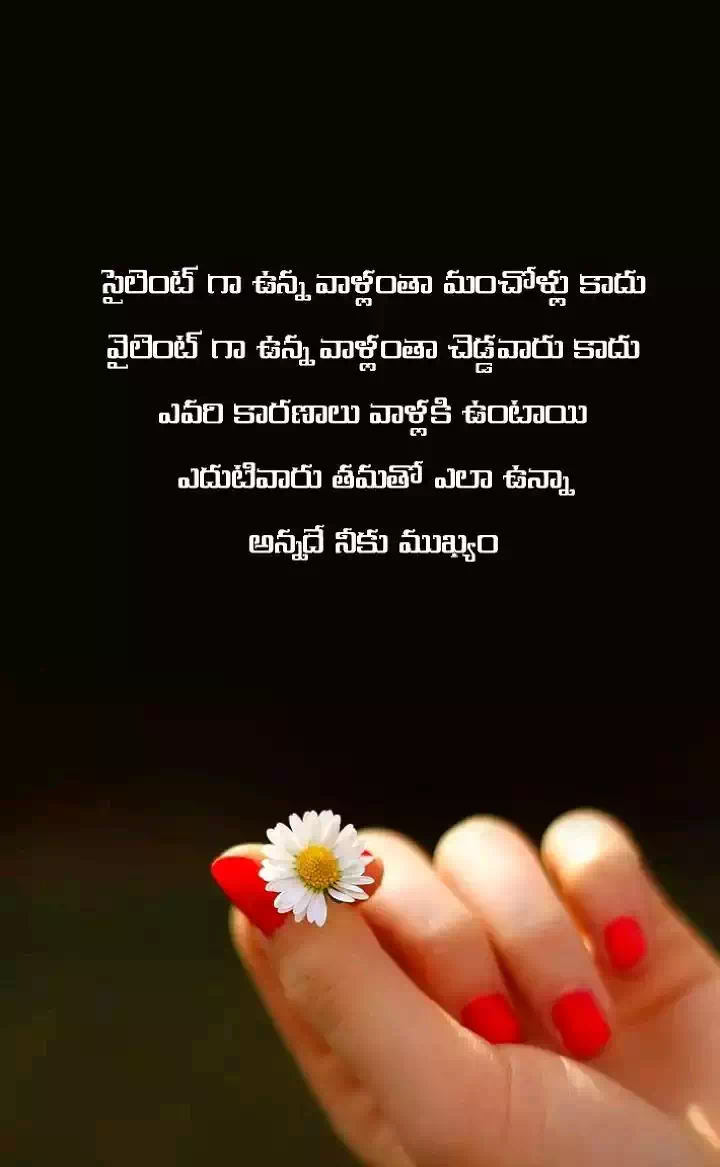 సైలెంట్ గా ఉన్న వాళ్లంతా మంచోళ్లు కాదు
వైలెంట్ గా ఉన్న వాళ్లంతా చెడ్డవారు కాదు
ఎవరి కారణాలు వాళ్లకి ఉంటాయి
ఎదుటివారు తమతో ఎలా ఉన్నా
అన్నదే నీకు ముఖ్యం